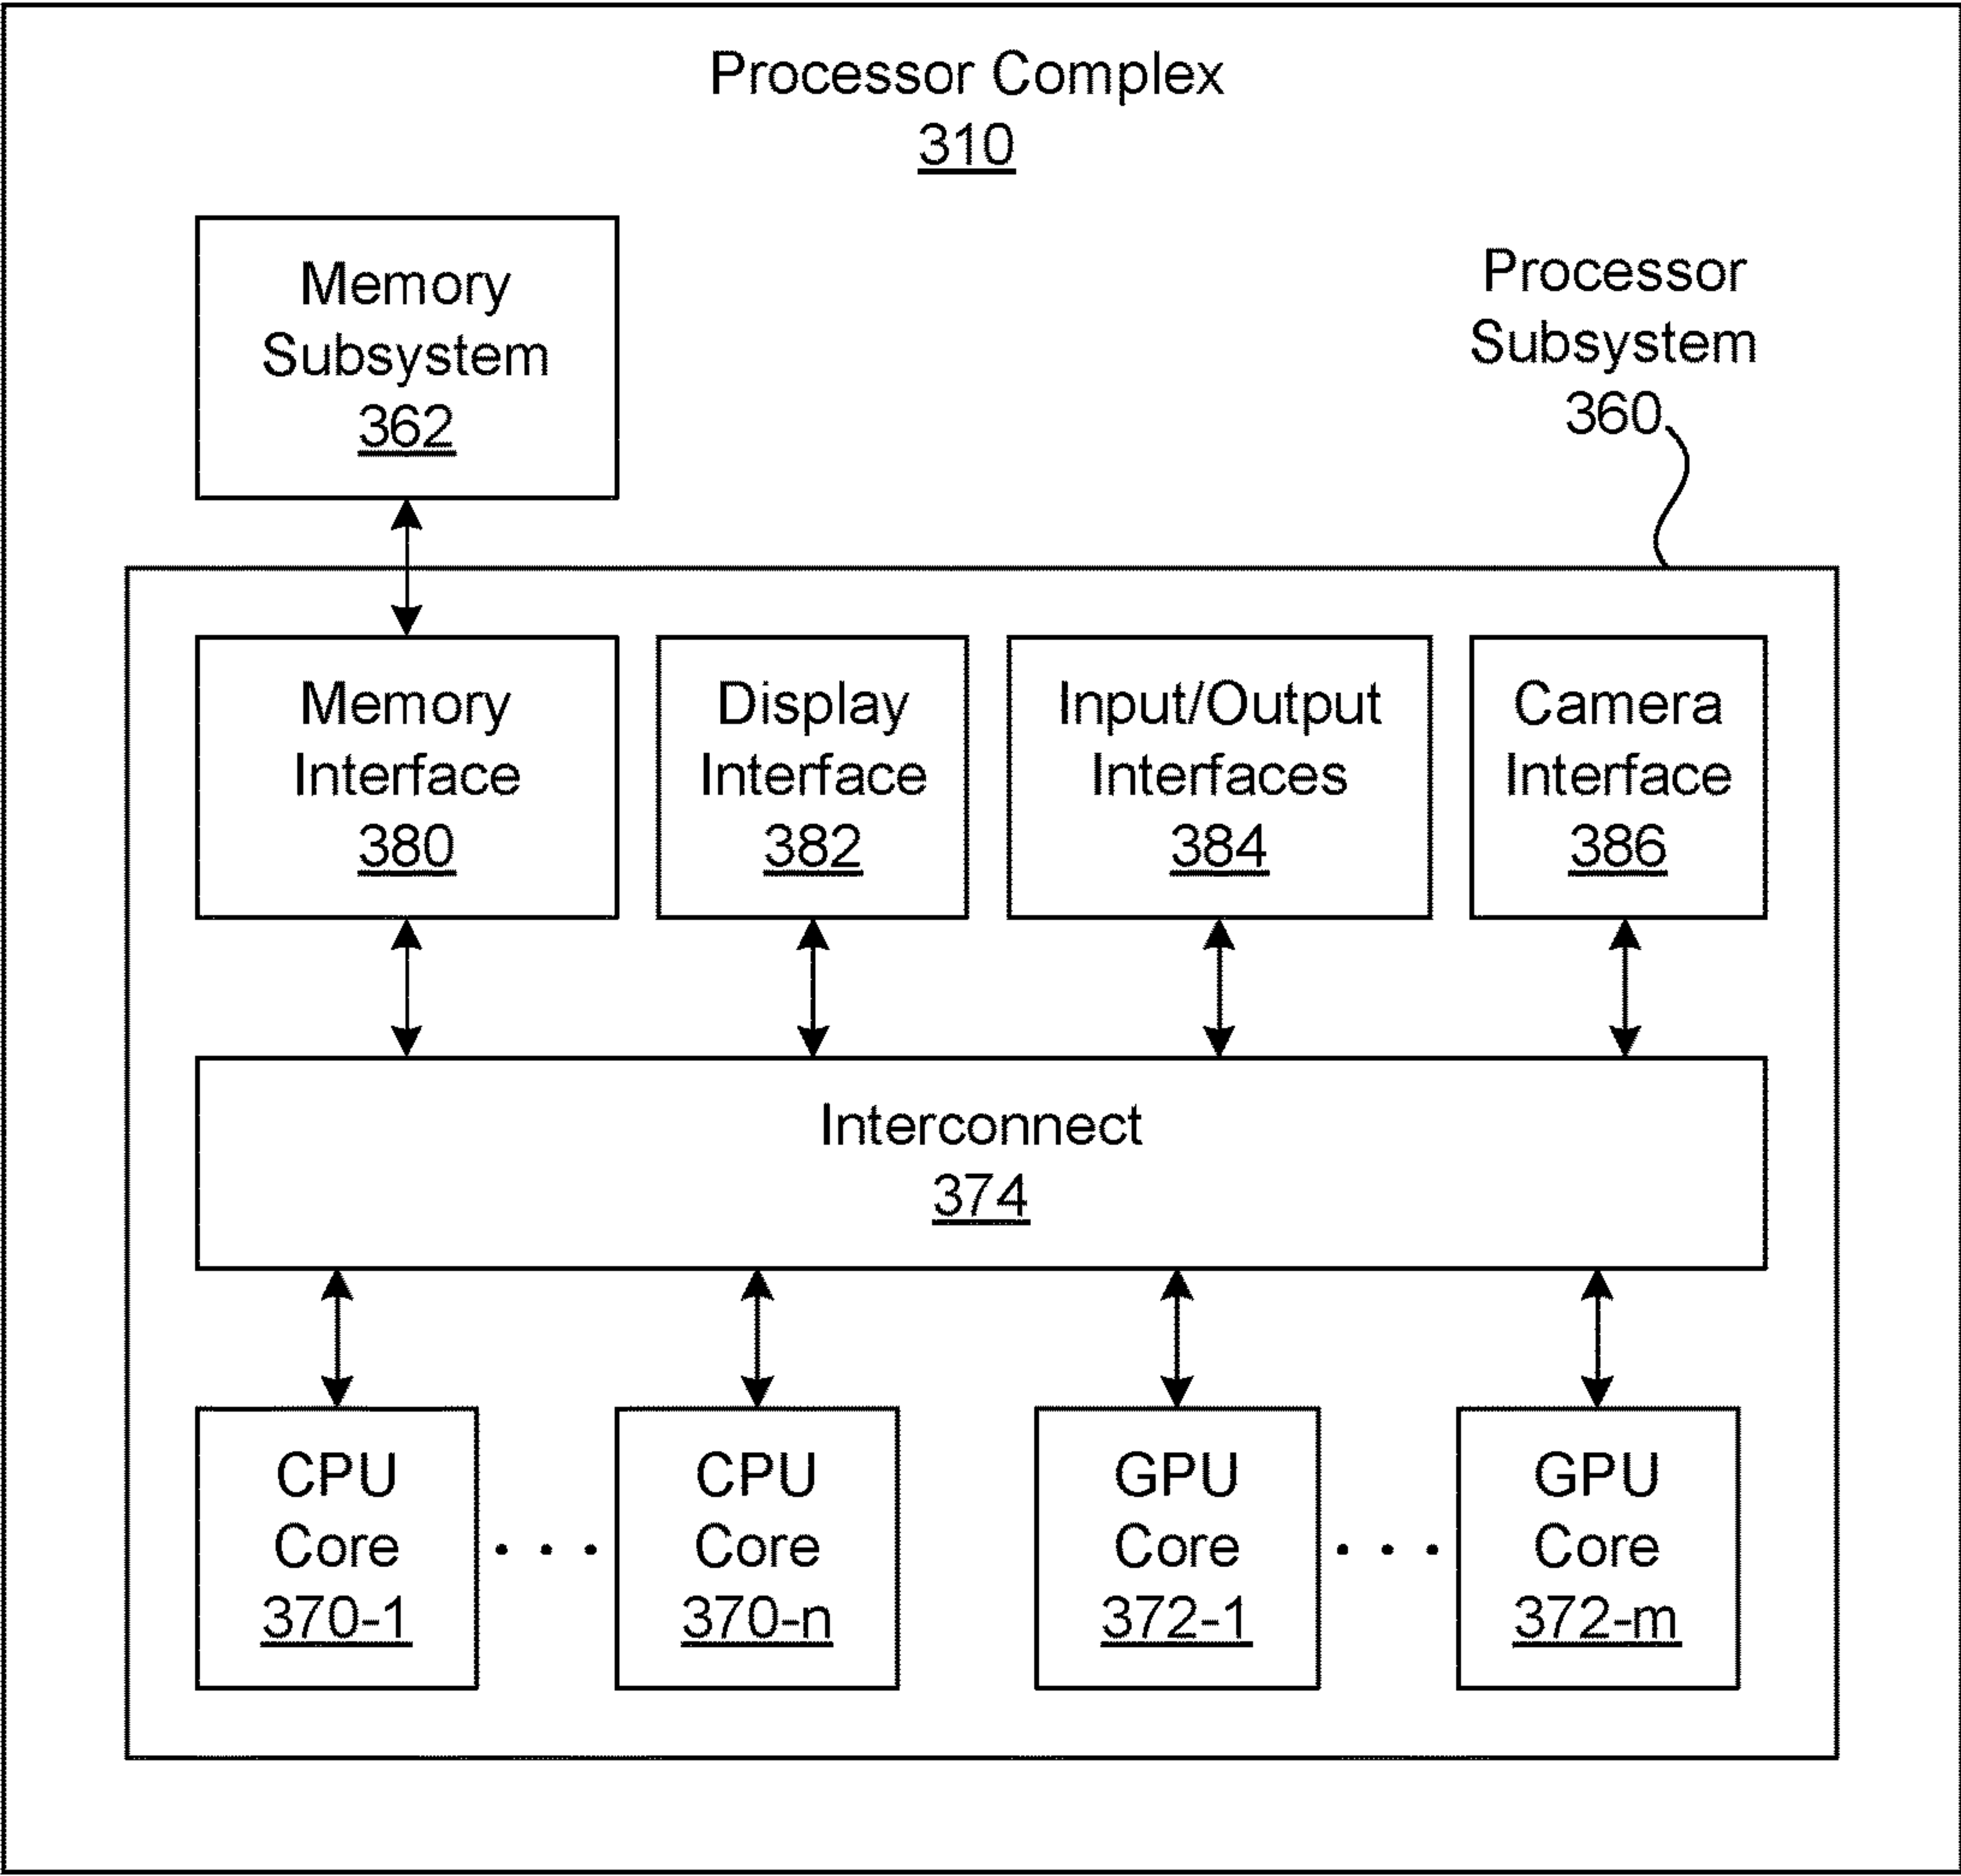 Processor Complex
310
Memory
Subsystem
362
Processor
Subsystem
360
Memory
Interface
380
Display
Interface
382
Input/Output
Interfaces
384
Camera
Interface
386
Interconnect
374
CPU
Core
370-1
. . .
CPU
Core
370-n
GPU
Core
372-1
. . .
GPU
Core
372-m